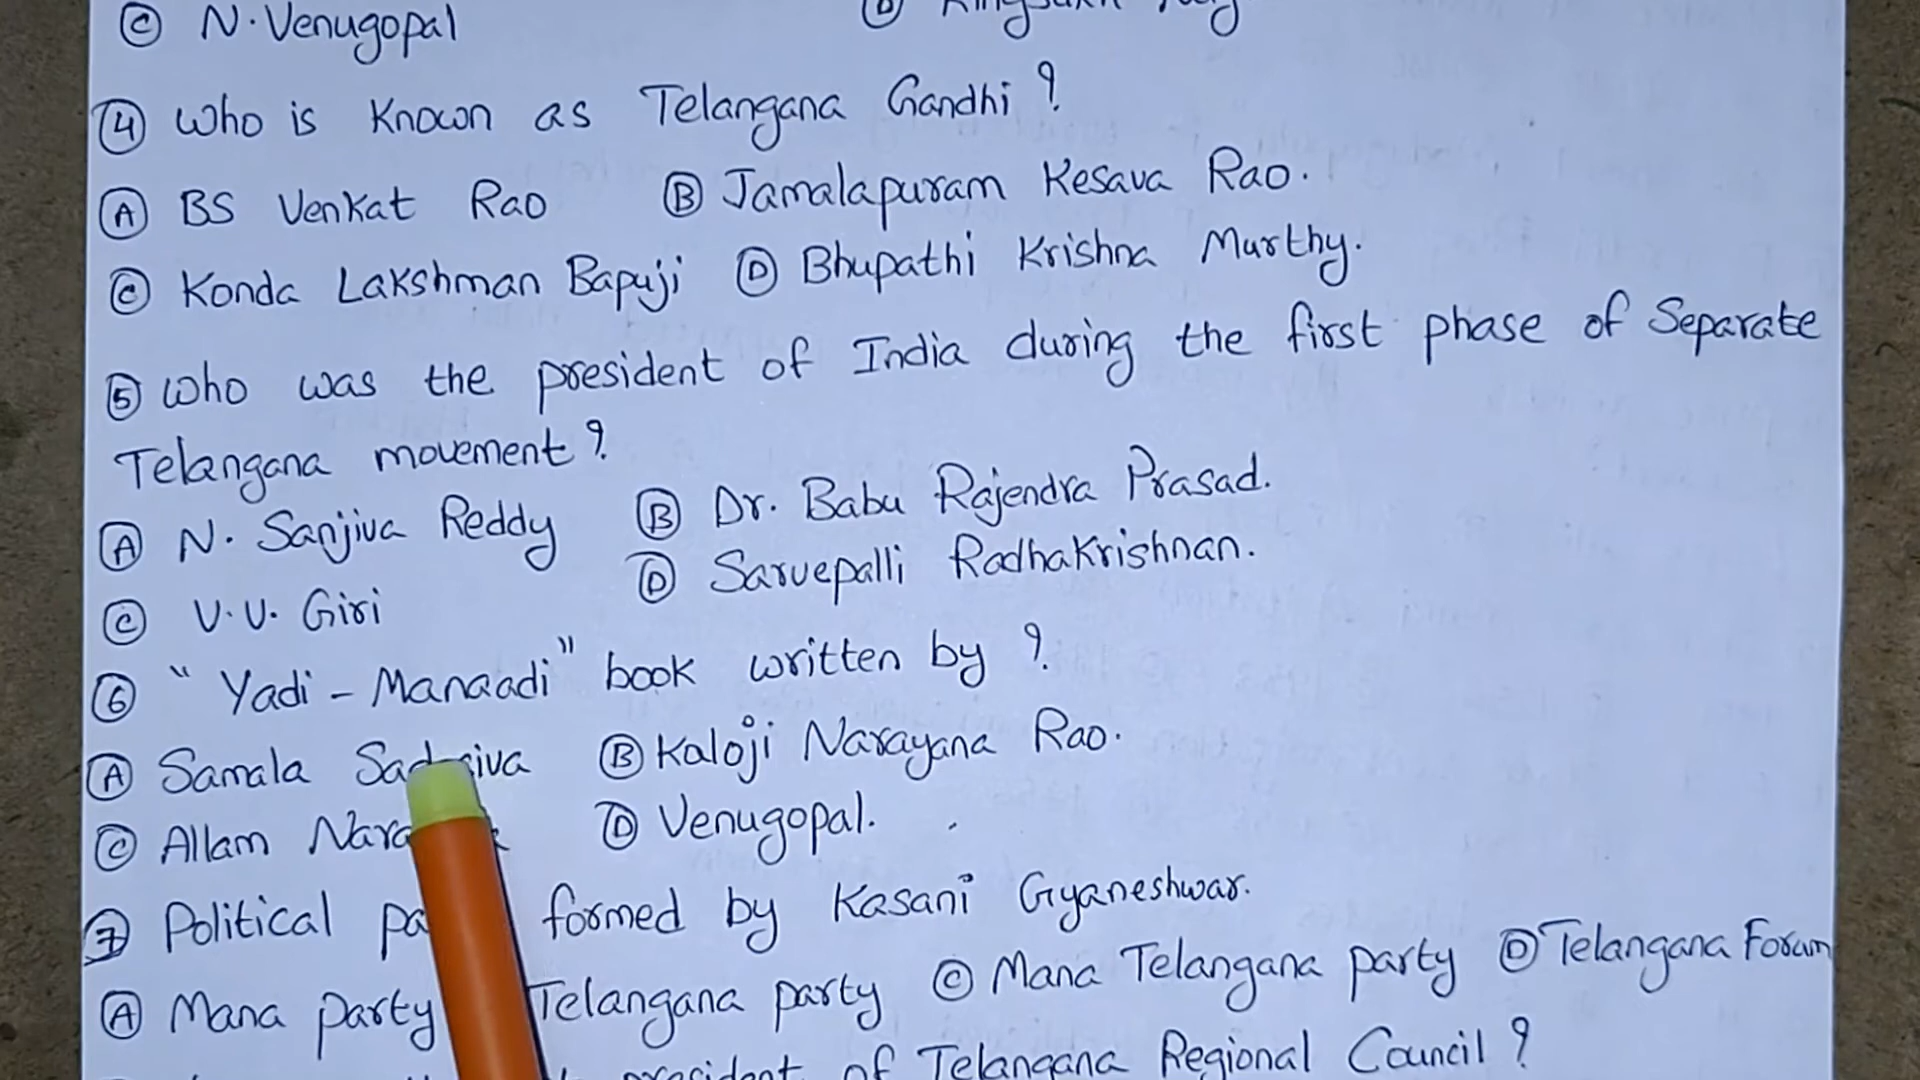 Ⓒ N. Venugopal Ⓓ
④ Who is Known as Telangana Gandhi ?
Ⓐ BS Venkat Rao Ⓑ Jamalapuram Kesava Rao.
Ⓒ Konda Lakshman Bapuji Ⓓ Bhupathi Krishna Murthy.
⑤ Who was the president of India during the first phase of Separate
Telangana movement ?
Ⓐ N. Sanjiva Reddy Ⓑ Dr. Babu Rajendra Prasad.
Ⓒ V.V. Giri Ⓓ Sarvepalli Radhakrishnan.
⑥ "Yadi - Manaadi" book written by ?
Ⓐ Samala Ⓑ Kaloji Narayana Rao.
Ⓒ Allam Ⓓ Venugopal.
⑦ Political formed by Kasani Gyaneshwar.
Ⓐ Mana party Telangana party Ⓒ Mana Telangana party Ⓓ Telangana Forum
president of Telangana Regional Council ?